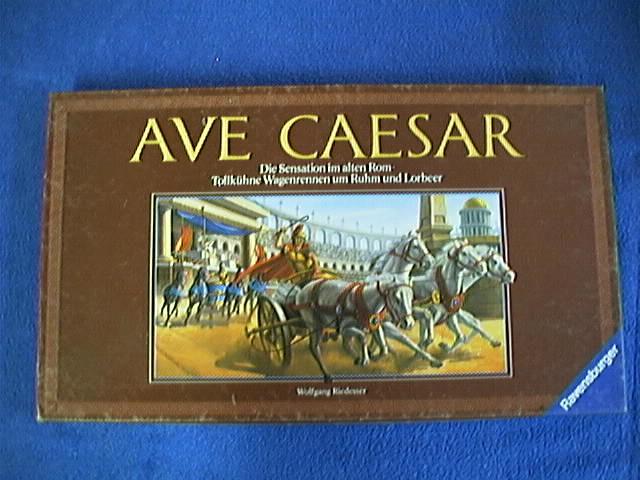 AVE CAESAR
Die Sensation im alten Rom-
Tollkühne Wagenrennen um Ruhm und Lorbeer
Wolfgang Riedesser
Ravensburger